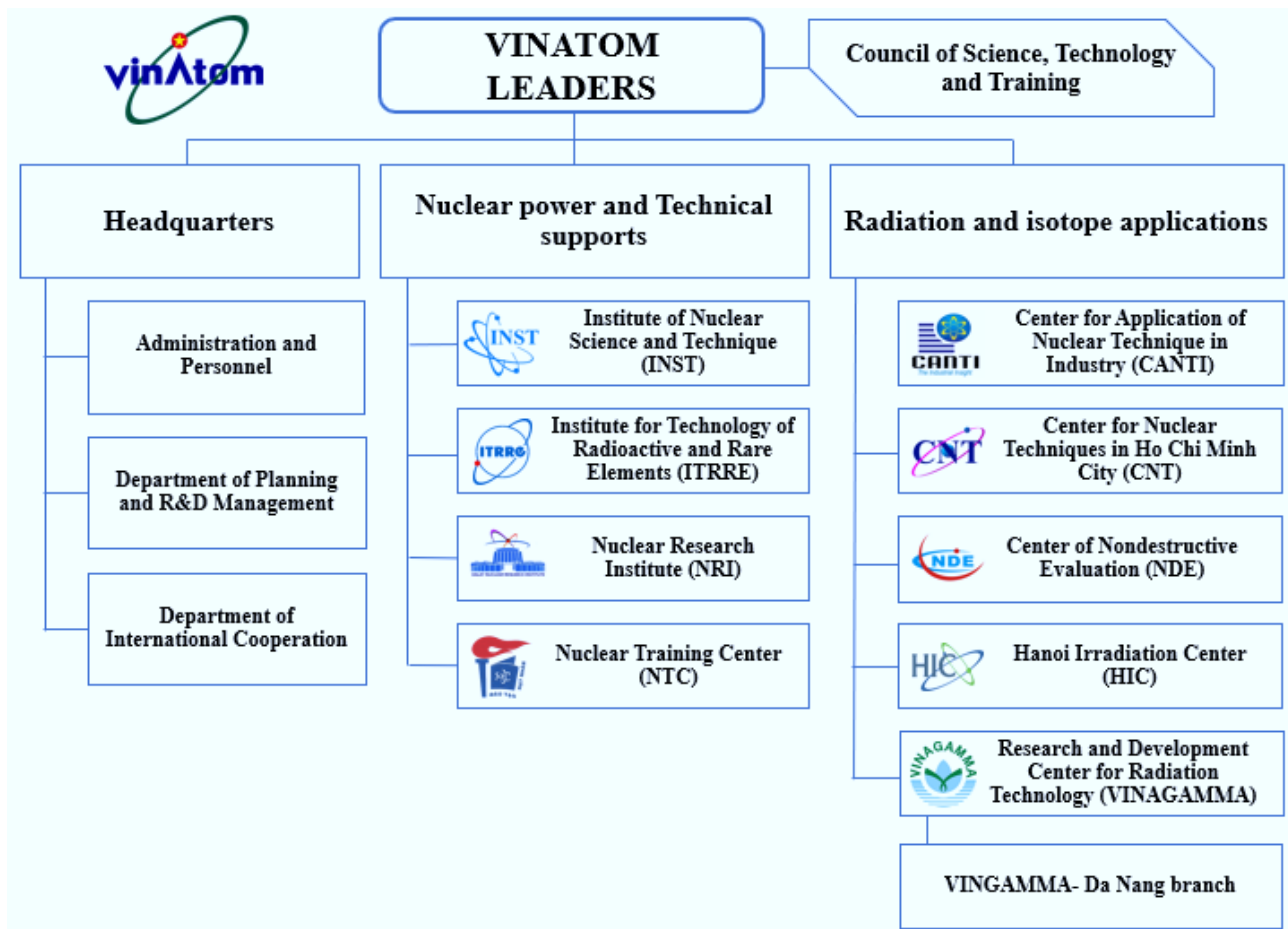 vinAtom
VINATOM
LEADERS
Council of Science, Technology
and Training
Headquarters
Administration and
Personnel
Department of Planning
and R&D Management
Department of
International Cooperation
Nuclear power and Technical
supports
INST
Institute of Nuclear
Science and Technique
(INST)
ITRRE
Institute for Technology of
Radioactive and Rare
Elements (ITRRE)
Nuclear Research
Institute (NRI)
Nuclear Training Center
(NTC)
Radiation and isotope applications
CANTI
The Industrial Insight
Center for Application of
Nuclear Technique in
Industry (CANTI)
CNT
Center for Nuclear
Techniques in Ho Chi Minh
City (CNT)
NDE
Center of Nondestructive
Evaluation (NDE)
HIC
Hanoi Irradiation Center
(HIC)
VINAGAMMA
Research and Development
Center for Radiation
Technology (VINAGAMMA)
VINGAMMA- Da Nang branch